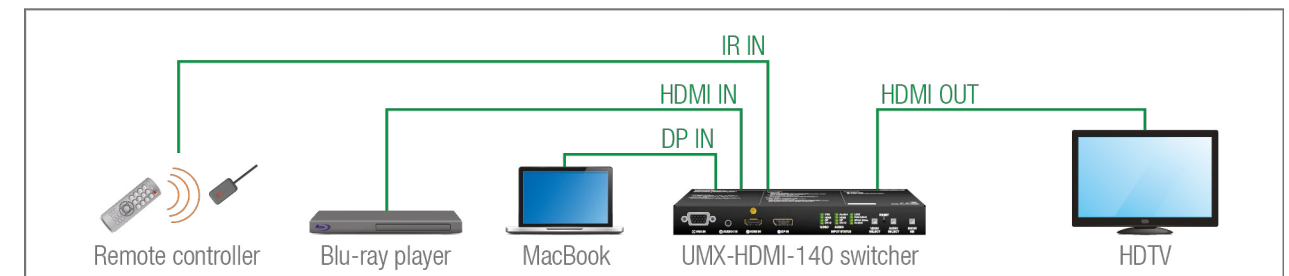 IR IN
HDMI IN
HDMI OUT
DP IN
Remote controller
Blu-ray player
MacBook
UMX-HDMI-140 switcher
HDTV